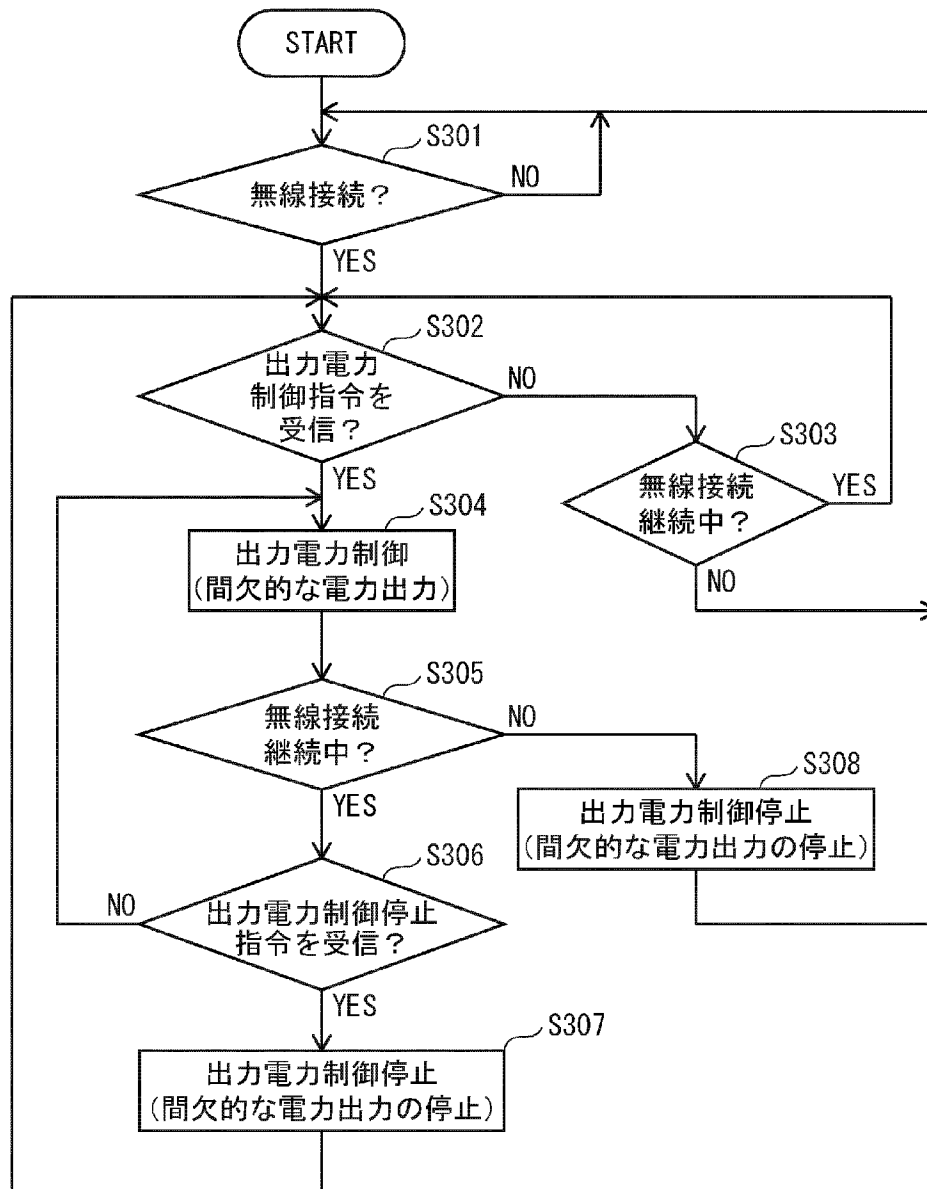 START
S301
無線接続？
NO
YES
S302
出力電力
制御指令を
受信？
NO
YES
S303
無線接続
継続中？
YES
NO
S304
出力電力制御
(間欠的な電力出力)
S305
無線接続
継続中？
NO
YES
S308
出力電力制御停止
(間欠的な電力出力の停止)
S306
出力電力制御停止
指令を受信？
NO
YES
S307
出力電力制御停止
(間欠的な電力出力の停止)